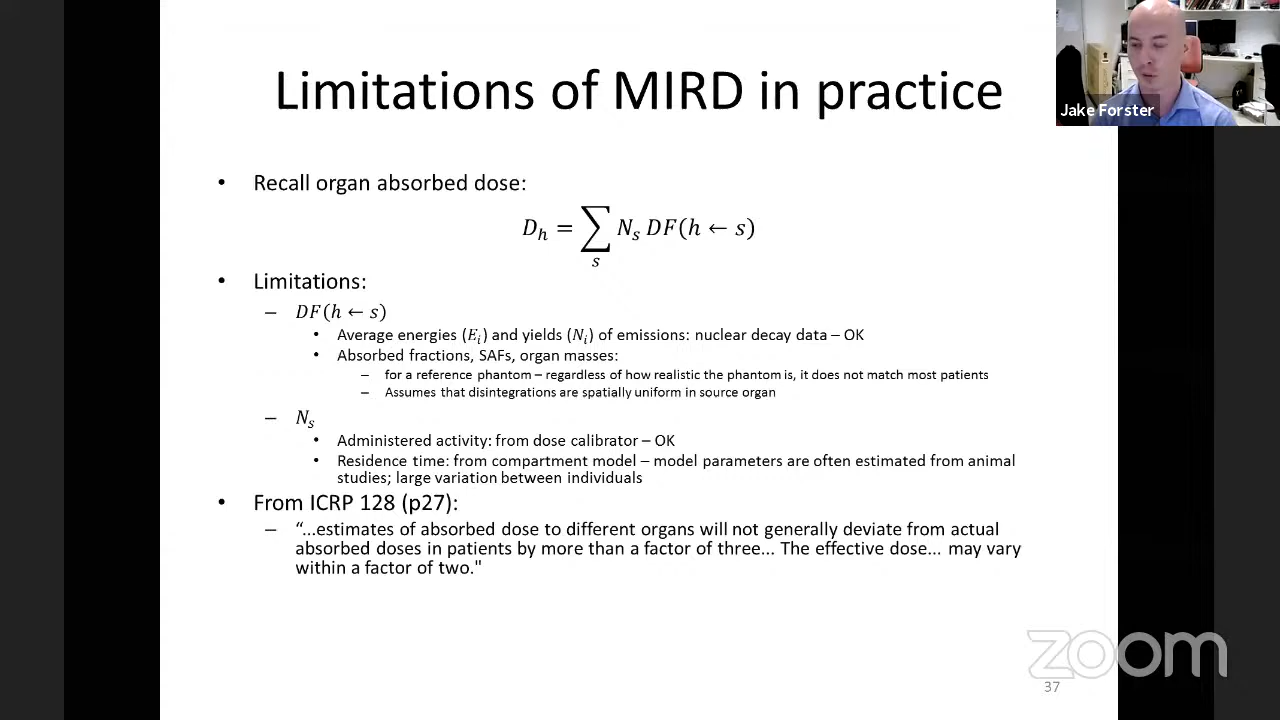 Limitations of MIRD in practice
Jake Forster
• Recall organ absorbed dose:
D_h = ∑_s N_s DF(h ← s)
• Limitations:
– DF(h ← s)
• Average energies (E_i) and yields (N_i) of emissions: nuclear decay data – OK
• Absorbed fractions, SAFs, organ masses:
– for a reference phantom – regardless of how realistic the phantom is, it does not match most patients
– Assumes that disintegrations are spatially uniform in source organ
– N_s
• Administered activity: from dose calibrator – OK
• Residence time: from compartment model – model parameters are often estimated from animal
studies; large variation between individuals
• From ICRP 128 (p27):
– “...estimates of absorbed dose to different organs will not generally deviate from actual
absorbed doses in patients by more than a factor of three... The effective dose... may vary
within a factor of two."
zoom
37